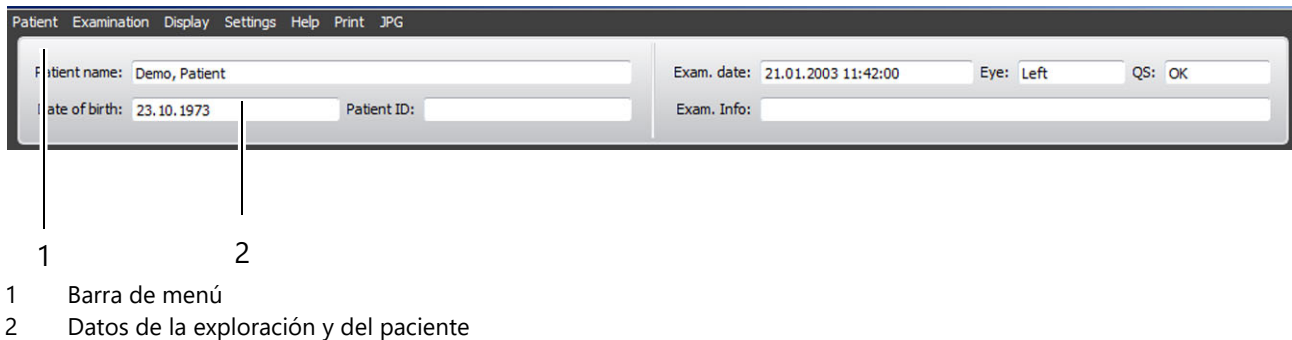 Patient Examination Display Settings Help Print JPG
Patient name: Demo, Patient Exam. date: 21.01.2003 11:42:00 Eye: Left QS: OK
Date of birth: 23.10.1973 Patient ID: Exam. Info:
1 2
1 Barra de menú
2 Datos de la exploración y del paciente